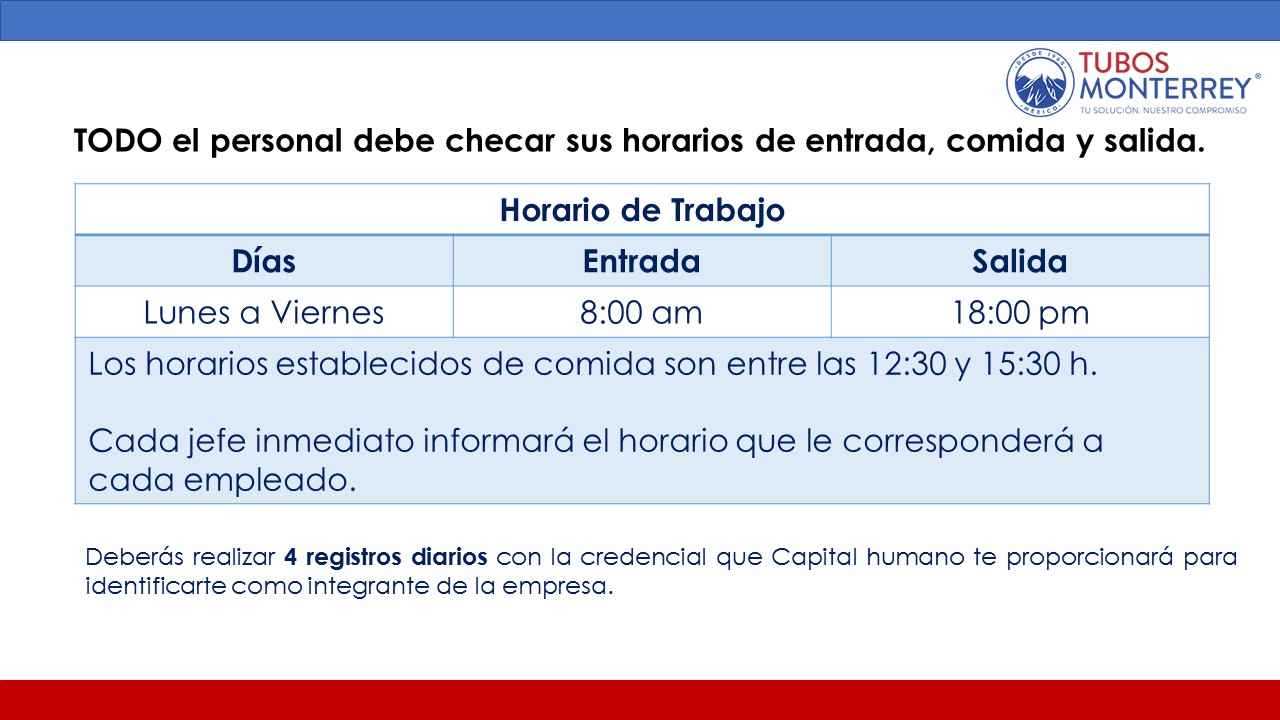 DESDE 1960
MÉXICO
TUBOS
MONTERREY®
TU SOLUCIÓN, NUESTRO COMPROMISO
TODO el personal debe checar sus horarios de entrada, comida y salida.
Horario de Trabajo
Días Entrada Salida
Lunes a Viernes 8:00 am 18:00 pm
Los horarios establecidos de comida son entre las 12:30 y 15:30 h.
Cada jefe inmediato informará el horario que le corresponderá a
cada empleado.
Deberás realizar 4 registros diarios con la credencial que Capital humano te proporcionará para
identificarte como integrante de la empresa.